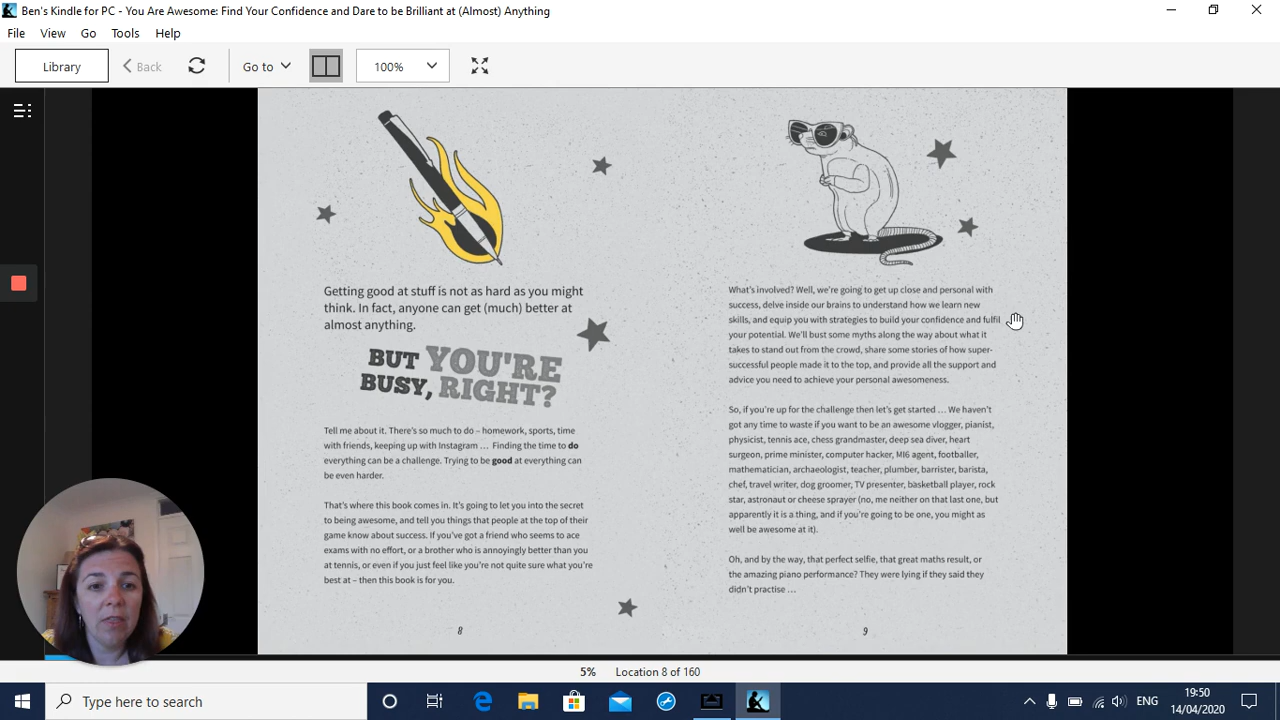 Ben's Kindle for PC - You Are Awesome: Find Your Confidence and Dare to be Brilliant at (Almost) Anything
File View Go Tools Help
Library Back Go to 100%
Getting good at stuff is not as hard as you might
think. In fact, anyone can get (much) better at
almost anything.
BUT YOU'RE
BUSY, RIGHT?
Tell me about it. There's so much to do – homework, sports, time
with friends, keeping up with Instagram … Finding the time to do
everything can be a challenge. Trying to be good at everything can
be even harder.
That's where this book comes in. It's going to let you into the secret
to being awesome, and tell you things that people at the top of their
game know about success. If you've got a friend who seems to ace
exams with no effort, or a brother who is annoyingly better than you
at tennis, or even if you just feel like you're not quite sure what you're
best at – then this book is for you.
8
What's involved? Well, we're going to get up close and personal with
success, delve inside our brains to understand how we learn new
skills, and equip you with strategies to build your confidence and fulfil
your potential. We'll bust some myths along the way about what it
takes to stand out from the crowd, share some stories of how super-
successful people made it to the top, and provide all the support and
advice you need to achieve your personal awesomeness.
So, if you're up for the challenge then let's get started … We haven't
got any time to waste if you want to be an awesome vlogger, pianist,
physicist, tennis ace, chess grandmaster, deep sea diver, heart
surgeon, prime minister, computer hacker, MI6 agent, footballer,
mathematician, archaeologist, teacher, plumber, barrister, barista,
chef, travel writer, dog groomer, TV presenter, basketball player, rock
star, astronaut or cheese sprayer (no, me neither on that last one, but
apparently it is a thing, and if you're going to be one, you might as
well be awesome at it).
Oh, and by the way, that perfect selfie, that great maths result, or
the amazing piano performance? They were lying if they said they
didn't practise …
9
5% Location 8 of 160
Type here to search
ENG
19:50
14/04/2020